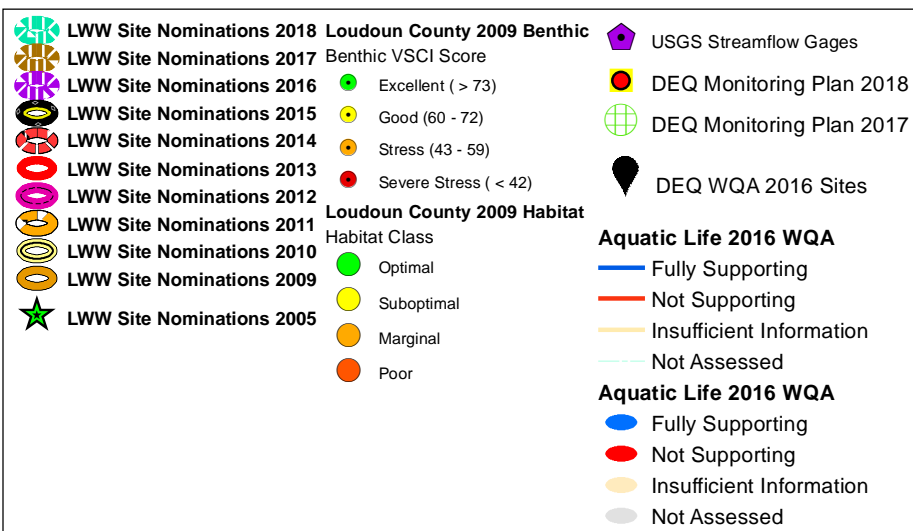 LWW Site Nominations 2018
LWW Site Nominations 2017
LWW Site Nominations 2016
LWW Site Nominations 2015
LWW Site Nominations 2014
LWW Site Nominations 2013
LWW Site Nominations 2012
LWW Site Nominations 2011
LWW Site Nominations 2010
LWW Site Nominations 2009
LWW Site Nominations 2005
Loudoun County 2009 Benthic
Benthic VSCI Score
Excellent ( > 73)
Good (60 - 72)
Stress (43 - 59)
Severe Stress ( < 42)
Loudoun County 2009 Habitat
Habitat Class
Optimal
Suboptimal
Marginal
Poor
USGS Streamflow Gages
DEQ Monitoring Plan 2018
DEQ Monitoring Plan 2017
DEQ WQA 2016 Sites
Aquatic Life 2016 WQA
Fully Supporting
Not Supporting
Insufficient Information
Not Assessed
Aquatic Life 2016 WQA
Fully Supporting
Not Supporting
Insufficient Information
Not Assessed